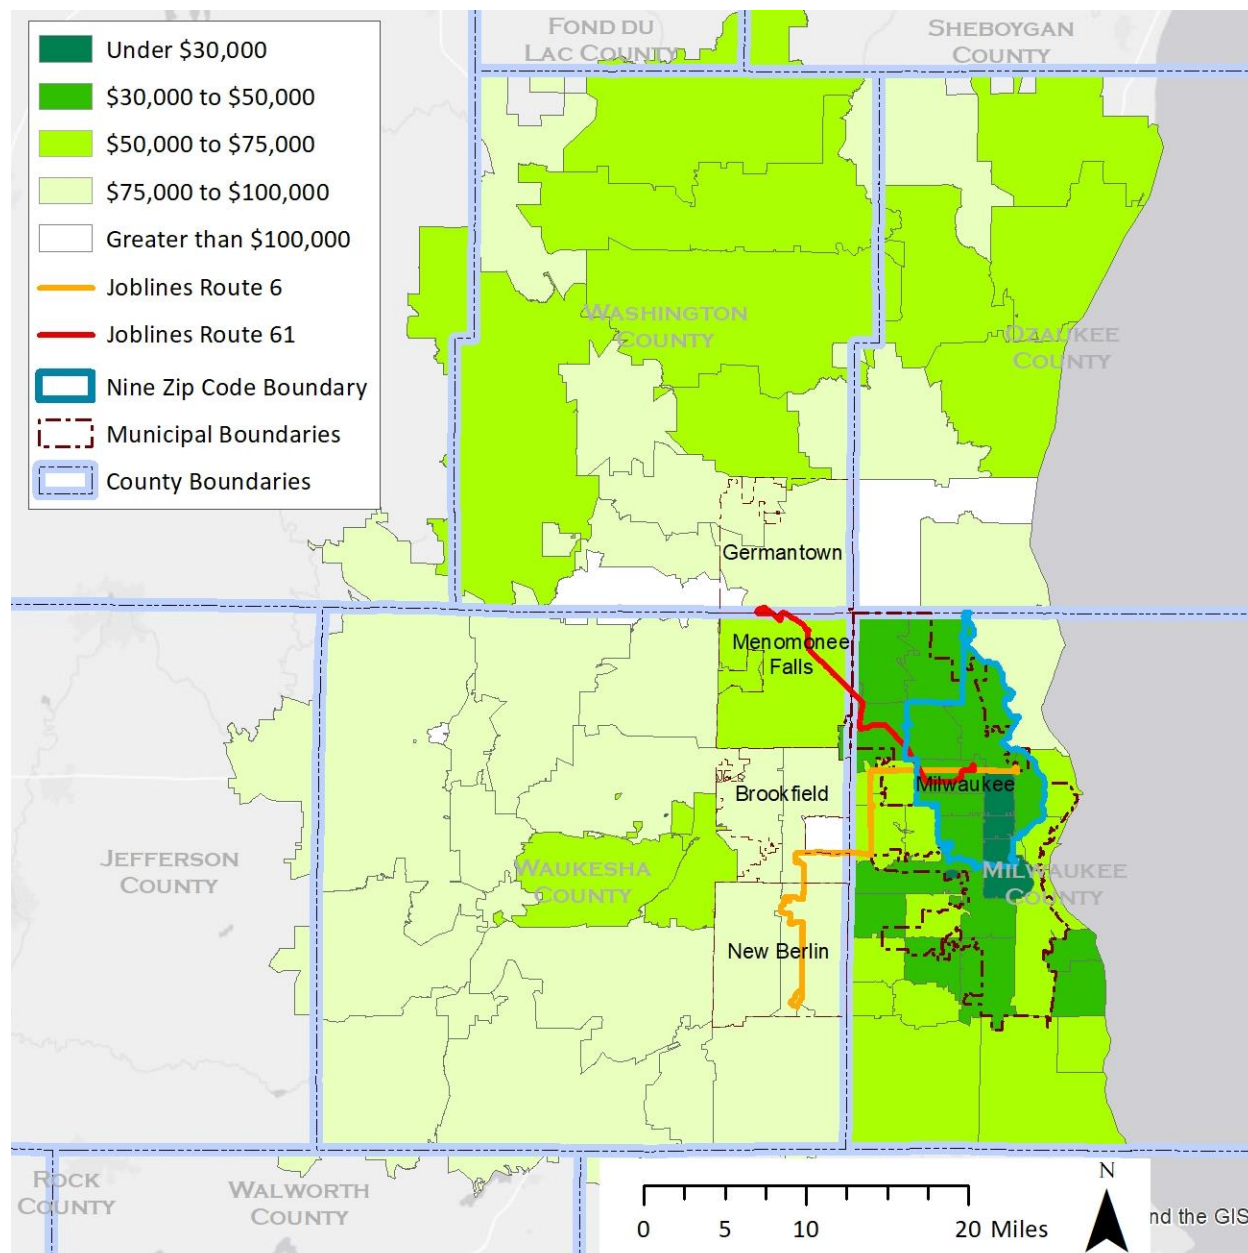 FOND DU
LAC COUNTY
SHEBOYGAN
COUNTY
Under $30,000
$30,000 to $50,000
$50,000 to $75,000
$75,000 to $100,000
Greater than $100,000
Joblines Route 6
Joblines Route 61
Nine Zip Code Boundary
Municipal Boundaries
County Boundaries
WASHINGTON
COUNTY
OZAUKEE
COUNTY
Germantown
Menomonee
Falls
Brookfield
Milwaukee
JEFFERSON
COUNTY
WAUKESHA
COUNTY
MILWAUKEE
COUNTY
New Berlin
ROCK
COUNTY
WALWORTH
COUNTY
N
0 5 10 20 Miles
nd the GIS